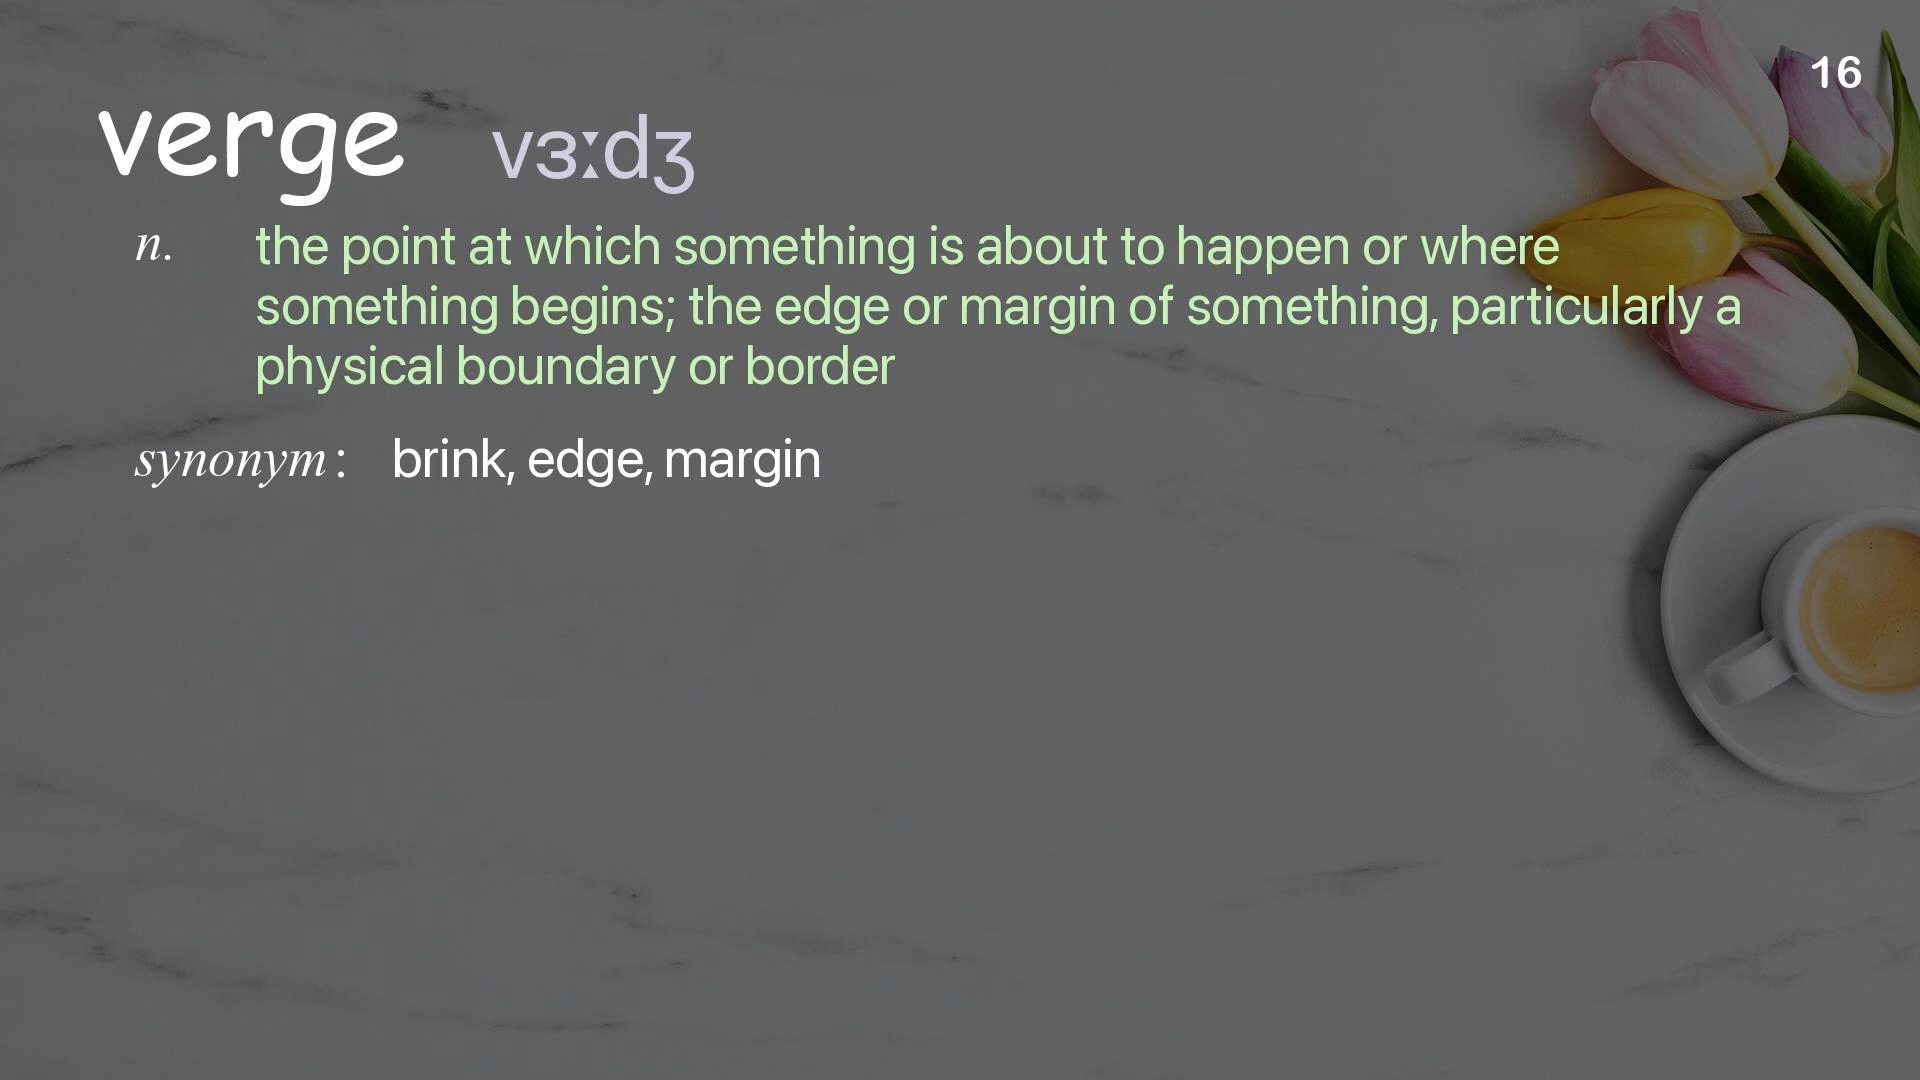 16
verge vɜːdʒ
n. the point at which something is about to happen or where
something begins; the edge or margin of something, particularly a
physical boundary or border
synonym: brink, edge, margin